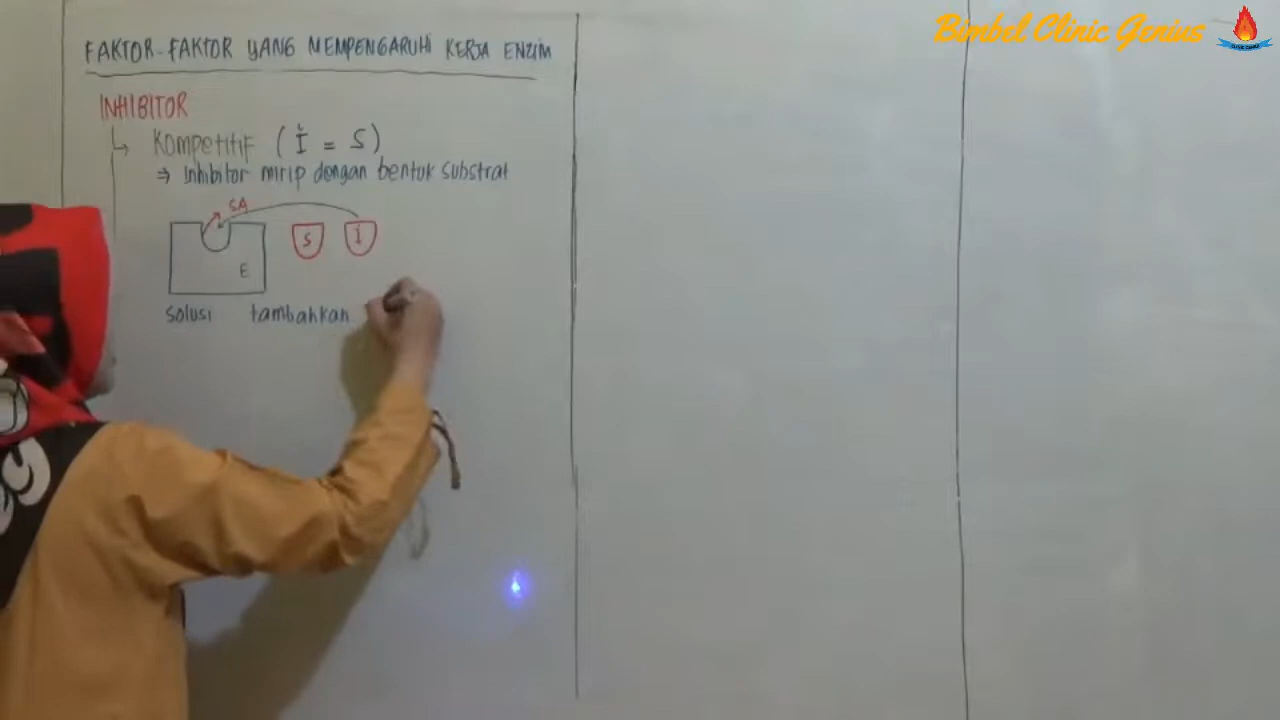 Bimbel Clinic Genius
FAKTOR-FAKTOR YANG MEMPENGARUHI KERJA ENZIM
INHIBITOR
↳ Kompetitif (I = S)
⇒ Inhibitor mirip dengan bentuk substrat
SA
S
I
E
Solusi tambahkan